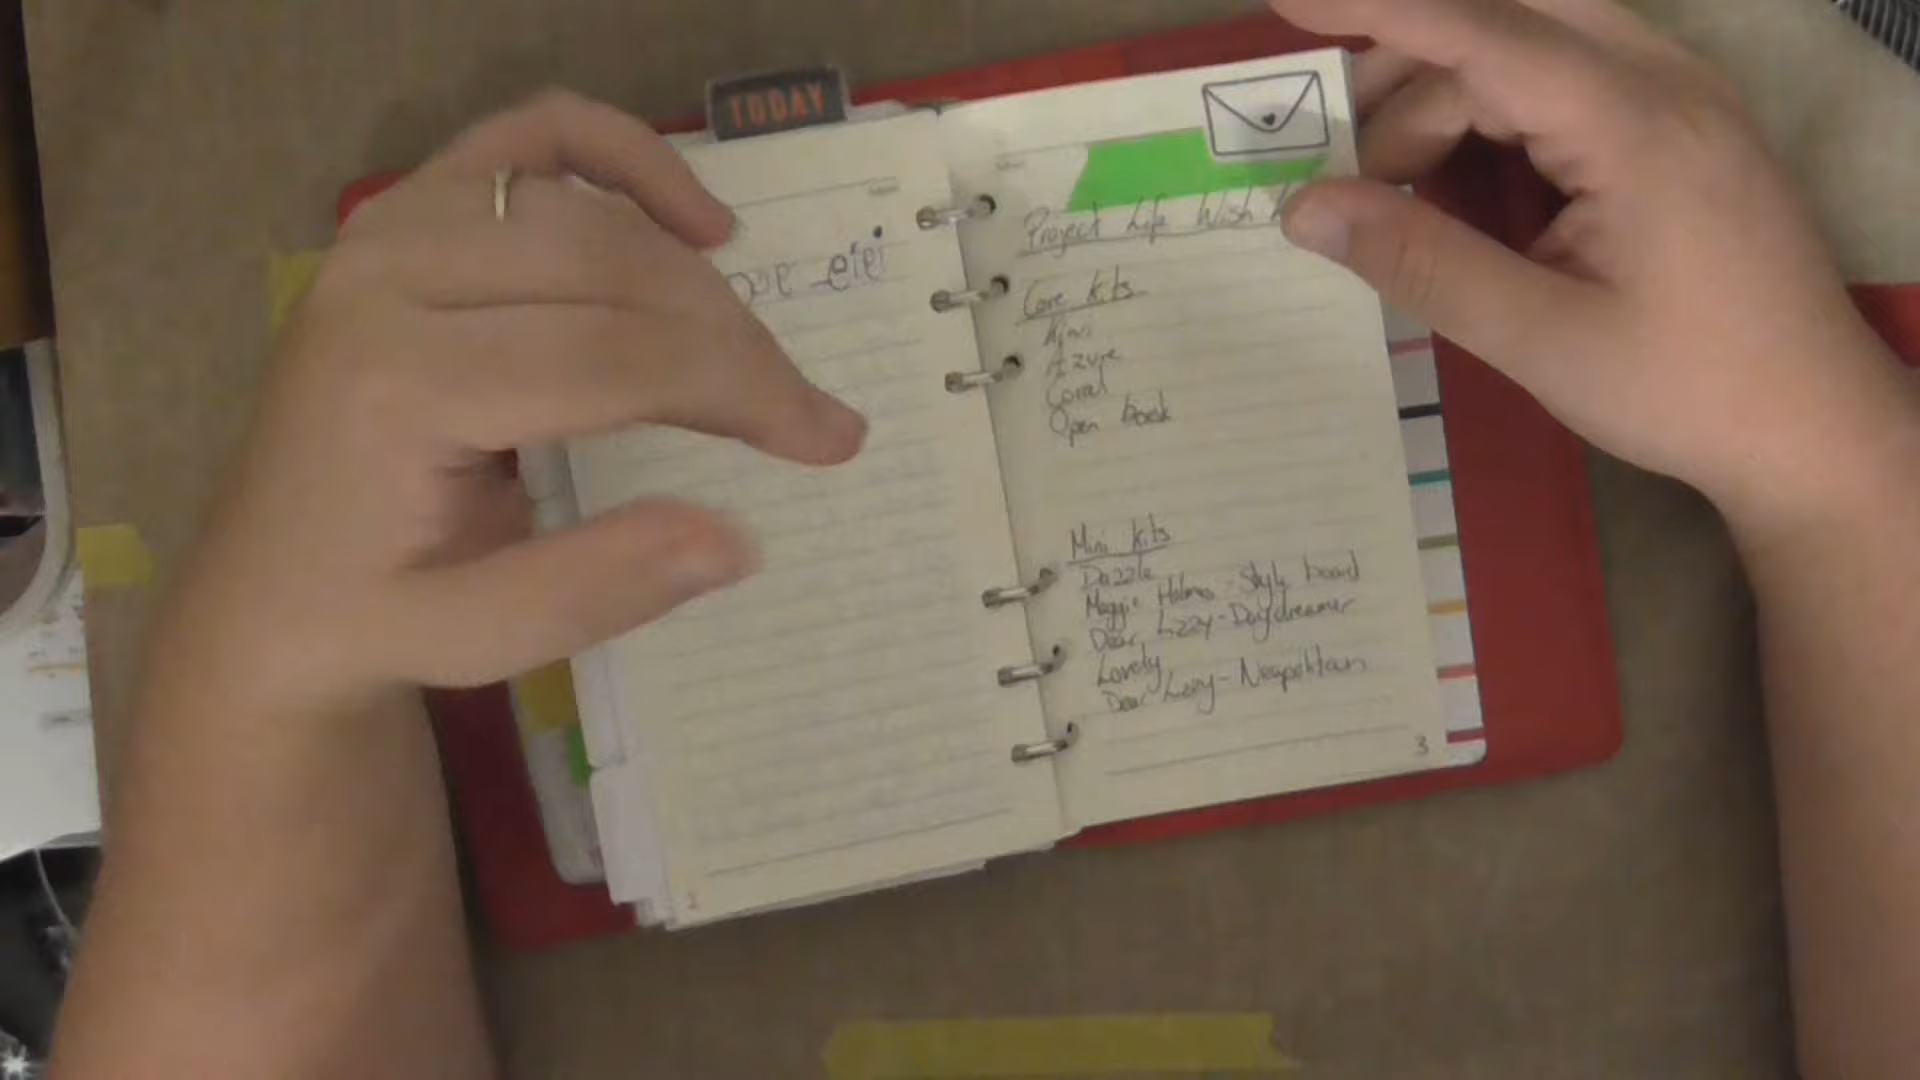 TODAY
Project Life Wish
Core Kits
Azure
Coral
Open book
Mini Kits
Dazzle
Maggie Holmes - Style board
Dear Lizzy - Daydreamer
Lovely
Dear Lizzy - Neapolitan
3